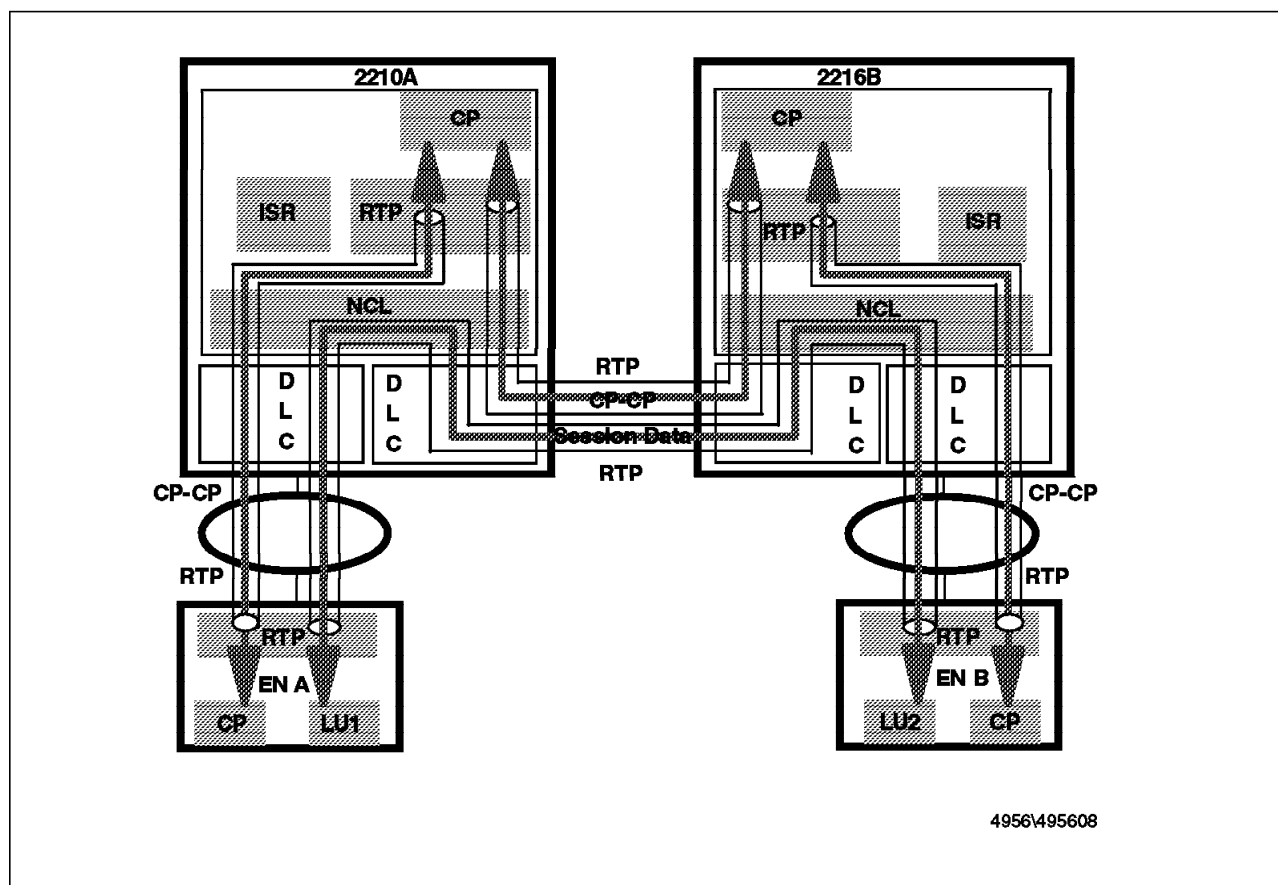 2210A
2216B
CP
CP
ISR
RTP
RTP
ISR
NCL
NCL
RTP
CP-CP
Session Data
RTP
D
L
C
D
L
C
D
L
C
D
L
C
CP-CP
CP-CP
RTP
RTP
RTP
RTP
EN A
EN B
CP
LU1
LU2
CP
4956\495608